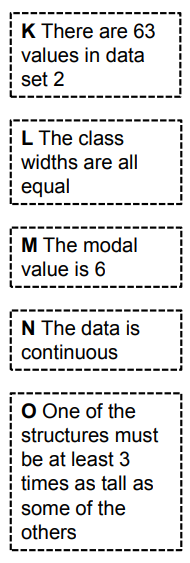 K There are 63
values in data
set 2
L The class
widths are all
equal
M The modal
value is 6
N The data is
continuous
O One of the
structures must
be at least 3
times as tall as
some of the
others